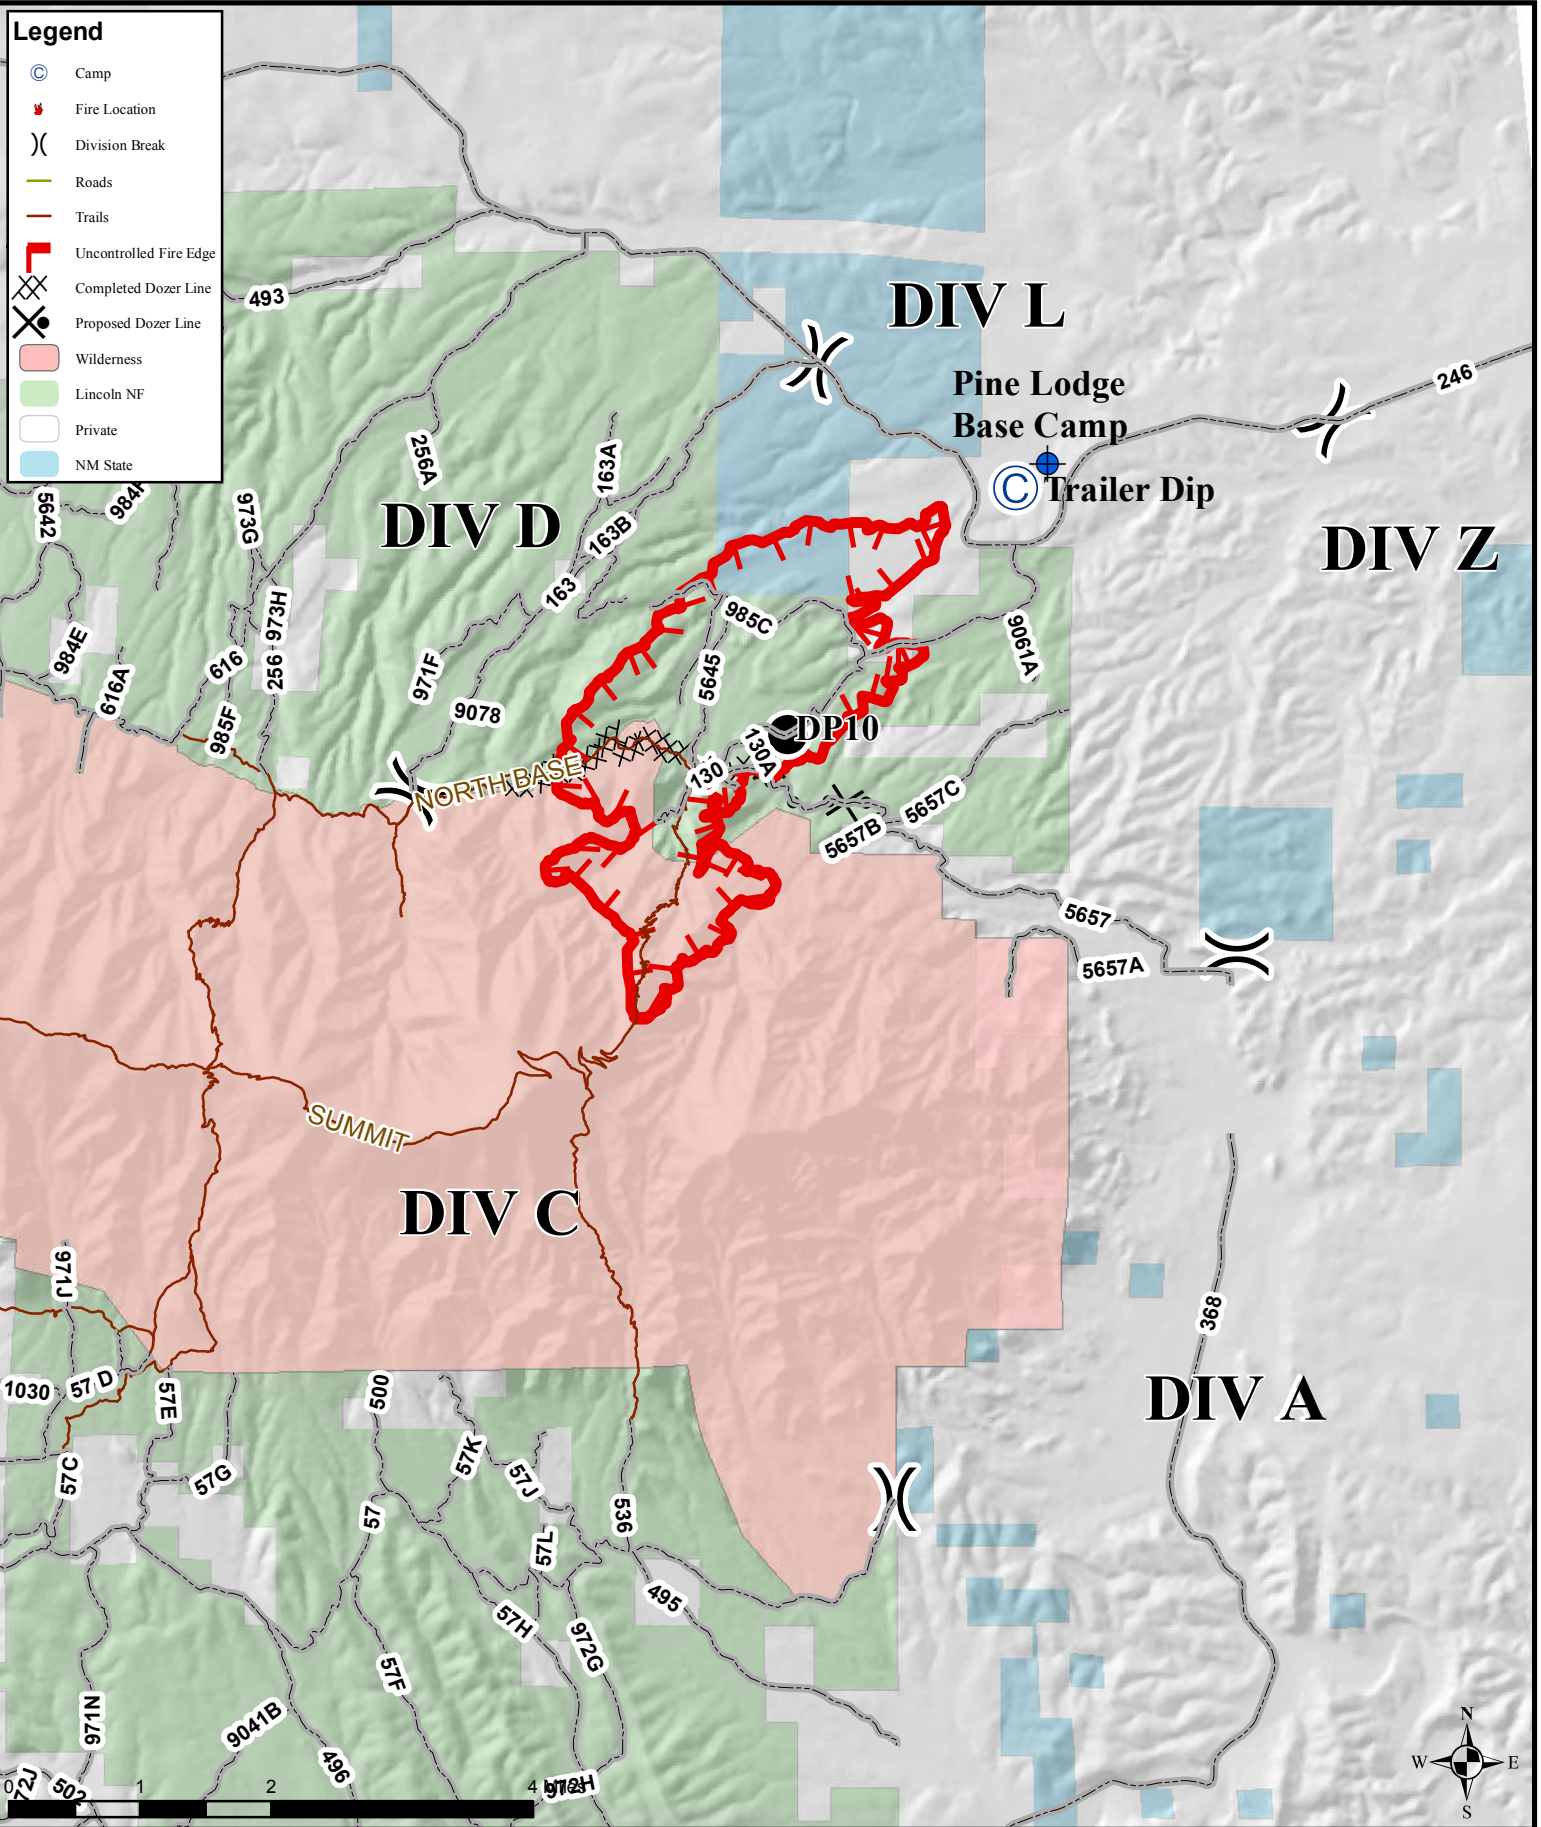 Legend
© Camp
Fire Location
Division Break
Roads
Trails
Uncontrolled Fire Edge
Completed Dozer Line
Proposed Dozer Line
Wilderness
Lincoln NF
Private
NM State
493
DIV L
Pine Lodge
Base Camp
246
© Trailer Dip
256A
163A
5642
973G
DIV D
163B
DIV Z
163
973H
985C
984E
616
256
971F
5645
9061A
616A
985F
9078
DP10
130A
130
NORTH BASE
5657C
5657B
5657
5657A
SUMMIT
DIV C
971J
368
1030
57 D
57E
500
DIV A
57C
57G
57K
57J
57
536
57L
495
57H
972G
57F
971N
9041B
496
502
72J
972H
0
1
2
4
N
W
E
S